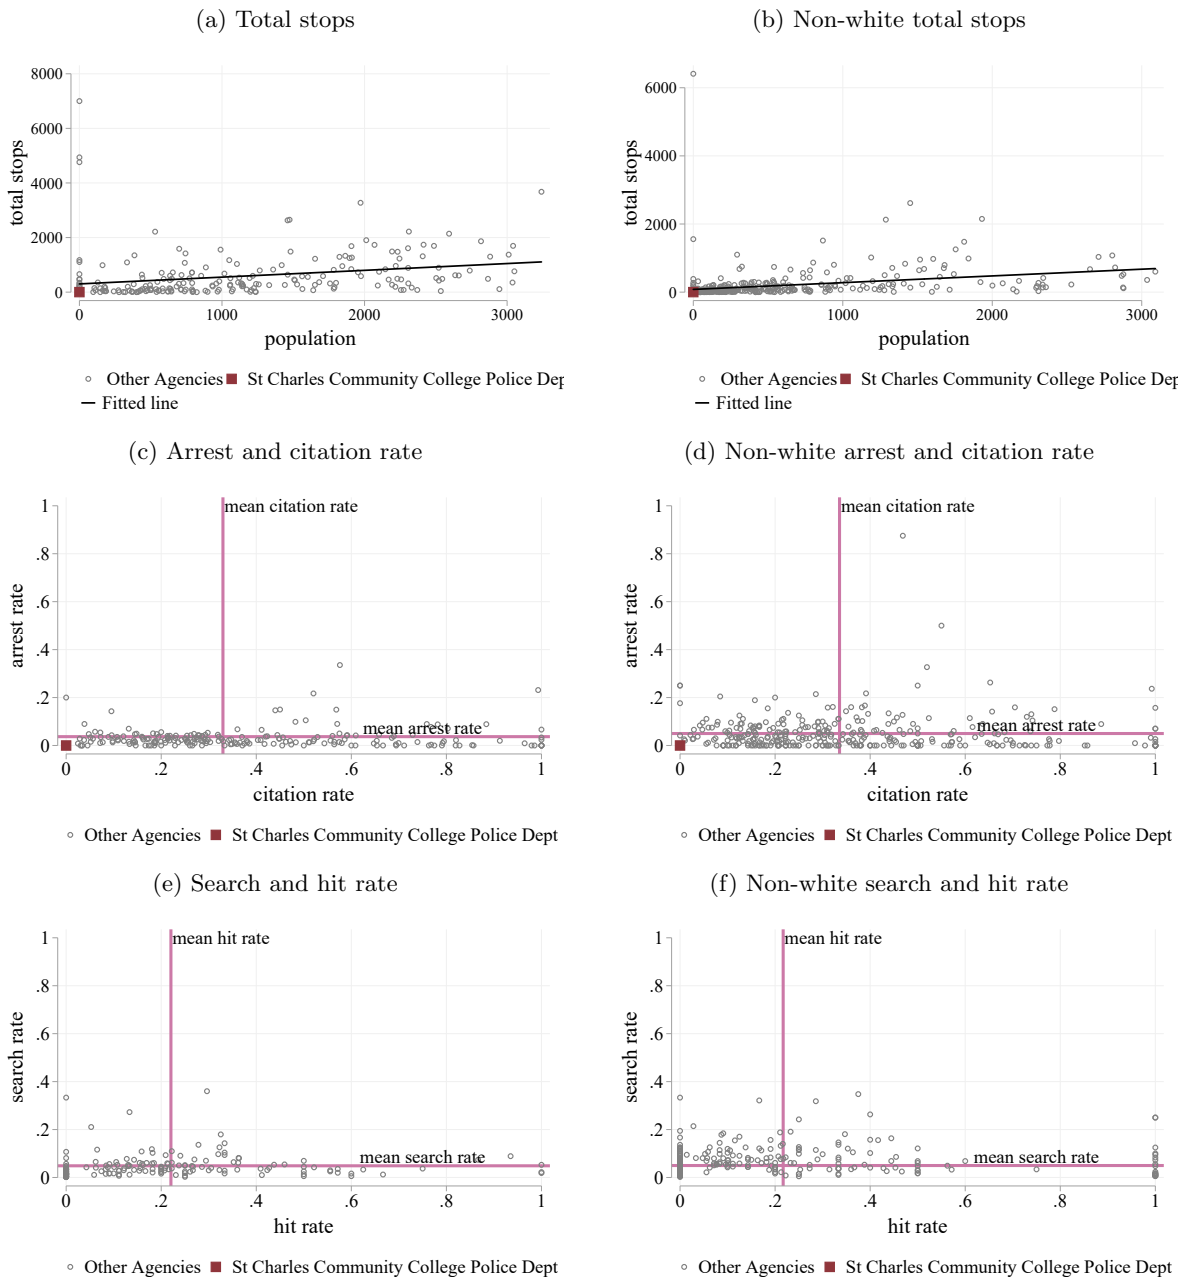 (a) Total stops
(b) Non-white total stops
8000
6000
4000
2000
0
total stops
0
1000
2000
3000
population
Other Agencies
St Charles Community College Police Dep
Fitted line
6000
4000
2000
0
total stops
0
1000
2000
3000
population
Other Agencies
St Charles Community College Police Dep
Fitted line
(c) Arrest and citation rate
(d) Non-white arrest and citation rate
1
.8
.6
.4
.2
0
arrest rate
mean citation rate
mean arrest rate
0
.2
.4
.6
.8
1
citation rate
Other Agencies
St Charles Community College Police Dept
1
.8
.6
.4
.2
0
arrest rate
mean citation rate
mean arrest rate
0
.2
.4
.6
.8
1
citation rate
Other Agencies
St Charles Community College Police Dept
(e) Search and hit rate
(f) Non-white search and hit rate
1
.8
.6
.4
.2
0
search rate
mean hit rate
mean search rate
0
.2
.4
.6
.8
1
hit rate
Other Agencies
St Charles Community College Police Dept
1
.8
.6
.4
.2
0
search rate
mean hit rate
mean search rate
0
.2
.4
.6
.8
1
hit rate
Other Agencies
St Charles Community College Police Dept